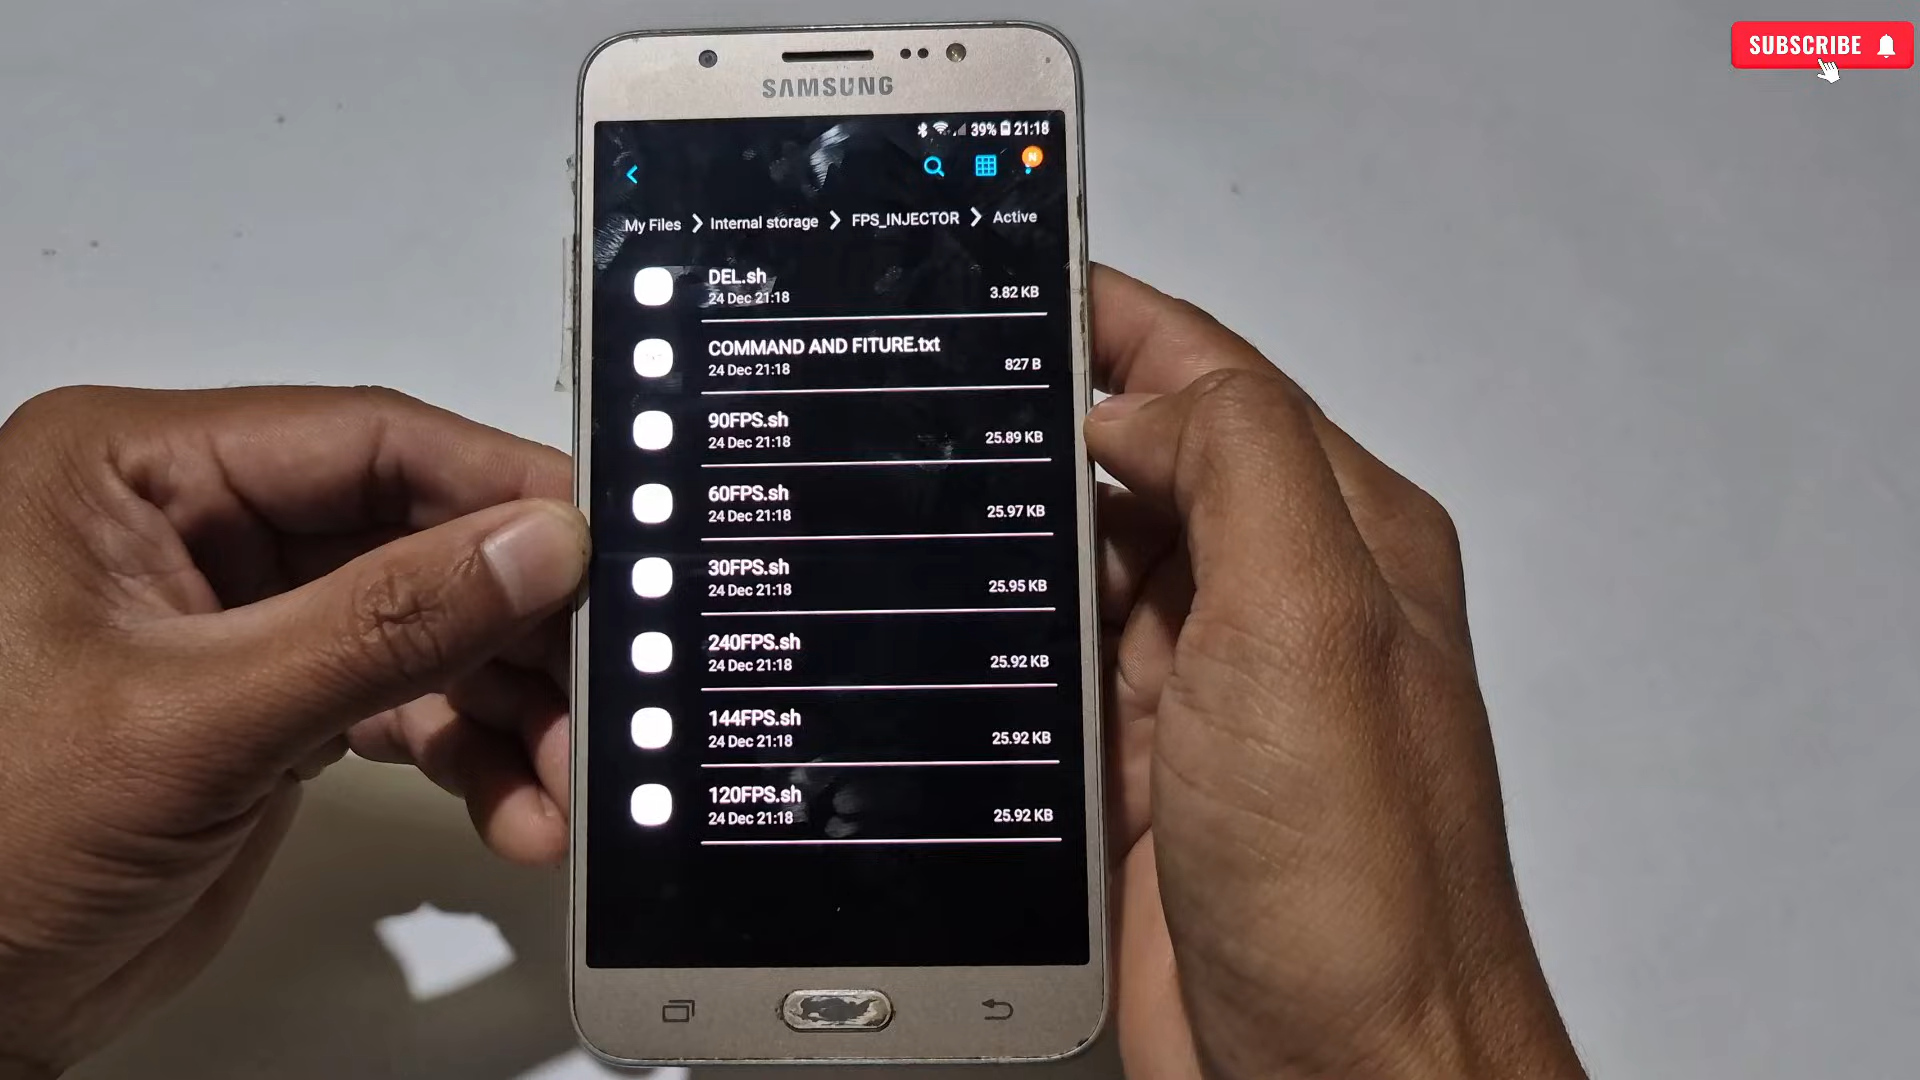 SUBSCRIBE
SAMSUNG
39% 21:18
N
My Files > Internal storage > FPS_INJECTOR > Active
DEL.sh
24 Dec 21:18 3.82 KB
COMMAND AND FITURE.txt
24 Dec 21:18 827 B
90FPS.sh
24 Dec 21:18 25.89 KB
60FPS.sh
24 Dec 21:18 25.97 KB
30FPS.sh
24 Dec 21:18 25.95 KB
240FPS.sh
24 Dec 21:18 25.92 KB
144FPS.sh
24 Dec 21:18 25.92 KB
120FPS.sh
24 Dec 21:18 25.92 KB